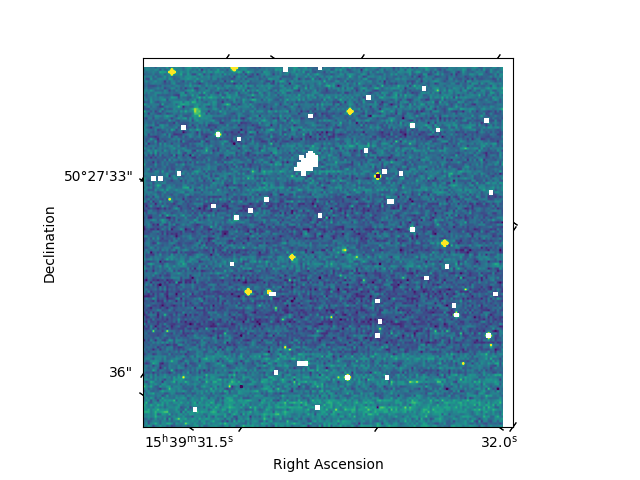 50°27'33"
Declination
36"
15ʰ39ᵐ31.5ˢ
32.0ˢ
Right Ascension